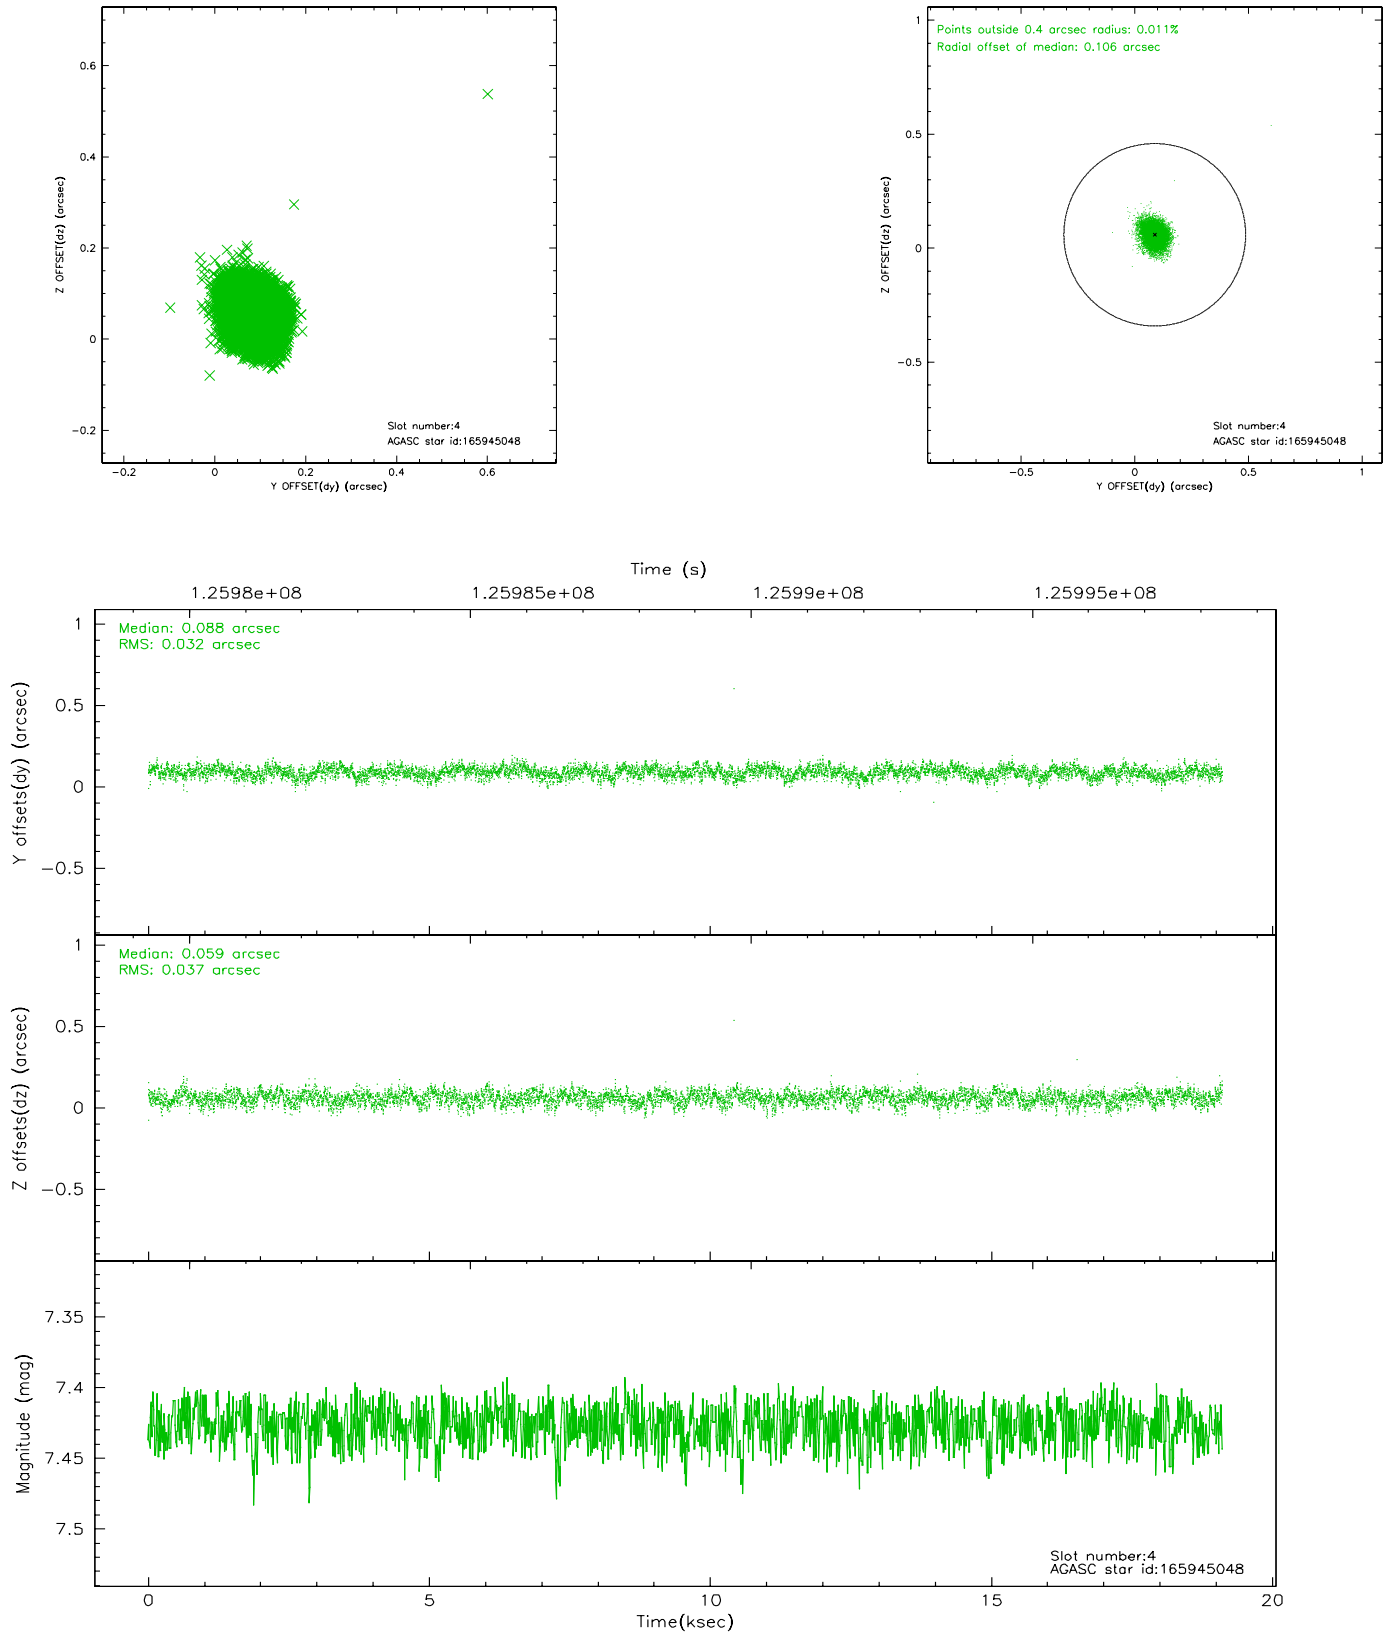 0.6
0.4
0.2
0
−0.2
−0.2
0
0.2
0.4
0.6
Z OFFSET(dz) (arcsec)
Y OFFSET(dy) (arcsec)
Slot number:4
AGASC star id:165945048
Points outside 0.4 arcsec radius: 0.011%
Radial offset of median: 0.106 arcsec
1
0.5
0
−0.5
−0.5
0
0.5
1
Z OFFSET(dz) (arcsec)
Y OFFSET(dy) (arcsec)
Slot number:4
AGASC star id:165945048
Time (s)
1.2598e+08
1.25985e+08
1.2599e+08
1.25995e+08
Median: 0.088 arcsec
RMS: 0.032 arcsec
1
0.5
0
−0.5
Y offsets(dy) (arcsec)
Median: 0.059 arcsec
RMS: 0.037 arcsec
1
0.5
0
−0.5
Z offsets(dz) (arcsec)
7.35
7.4
7.45
7.5
Magnitude (mag)
Slot number:4
AGASC star id:165945048
0
5
10
15
20
Time(ksec)